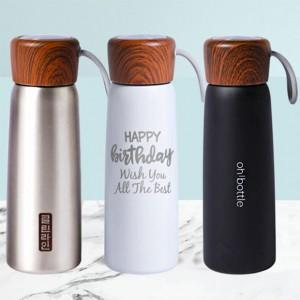 클린라인
HAPPY
birthday
Wish You
All The Best
oh!bottle